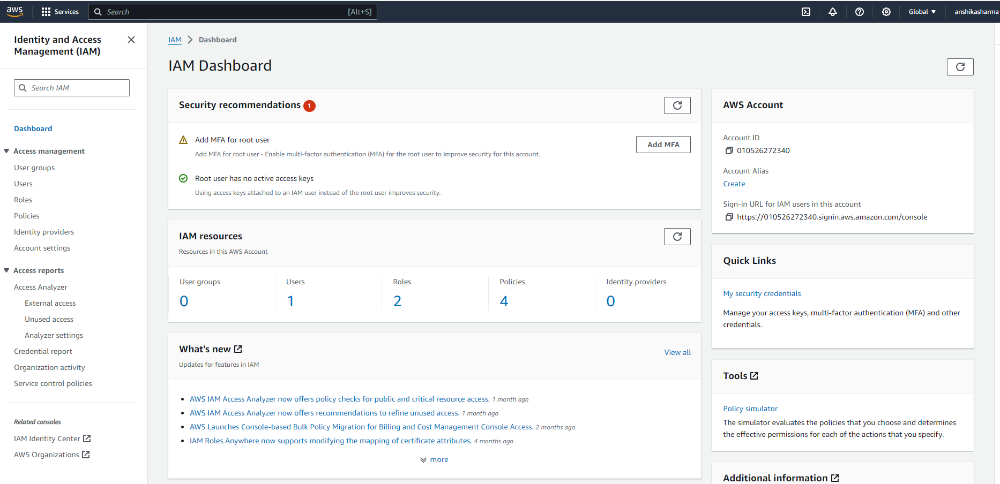 aws
Services
Search
[Alt+S]
Global
anshikasharma
Identity and Access
Management (IAM)
Search IAM
Dashboard
Access management
User groups
Users
Roles
Policies
Identity providers
Account settings
Access reports
Access Analyzer
External access
Unused access
Analyzer settings
Credential report
Organization activity
Service control policies
Related consoles
IAM Identity Center
AWS Organizations
IAM
Dashboard
IAM Dashboard
Security recommendations 1
Add MFA for root user
Add MFA for root user - Enable multi-factor authentication (MFA) for the root user to improve security for this account.
Add MFA
Root user has no active access keys
Using access keys attached to an IAM user instead of the root user improves security.
IAM resources
Resources in this AWS Account
User groups
0
Users
1
Roles
2
Policies
4
Identity providers
0
What's new
Updates for features in IAM
View all
AWS IAM Access Analyzer now offers policy checks for public and critical resource access. 1 month ago
AWS IAM Access Analyzer now offers recommendations to refine unused access. 1 month ago
AWS Launches Console-based Bulk Policy Migration for Billing and Cost Management Console Access. 2 months ago
IAM Roles Anywhere now supports modifying the mapping of certificate attributes. 4 months ago
more
AWS Account
Account ID
010526272340
Account Alias
Create
Sign-in URL for IAM users in this account
https://010526272340.signin.aws.amazon.com/console
Quick Links
My security credentials
Manage your access keys, multi-factor authentication (MFA) and other
credentials.
Tools
Policy simulator
The simulator evaluates the policies that you choose and determines
the effective permissions for each of the actions that you specify.
Additional information